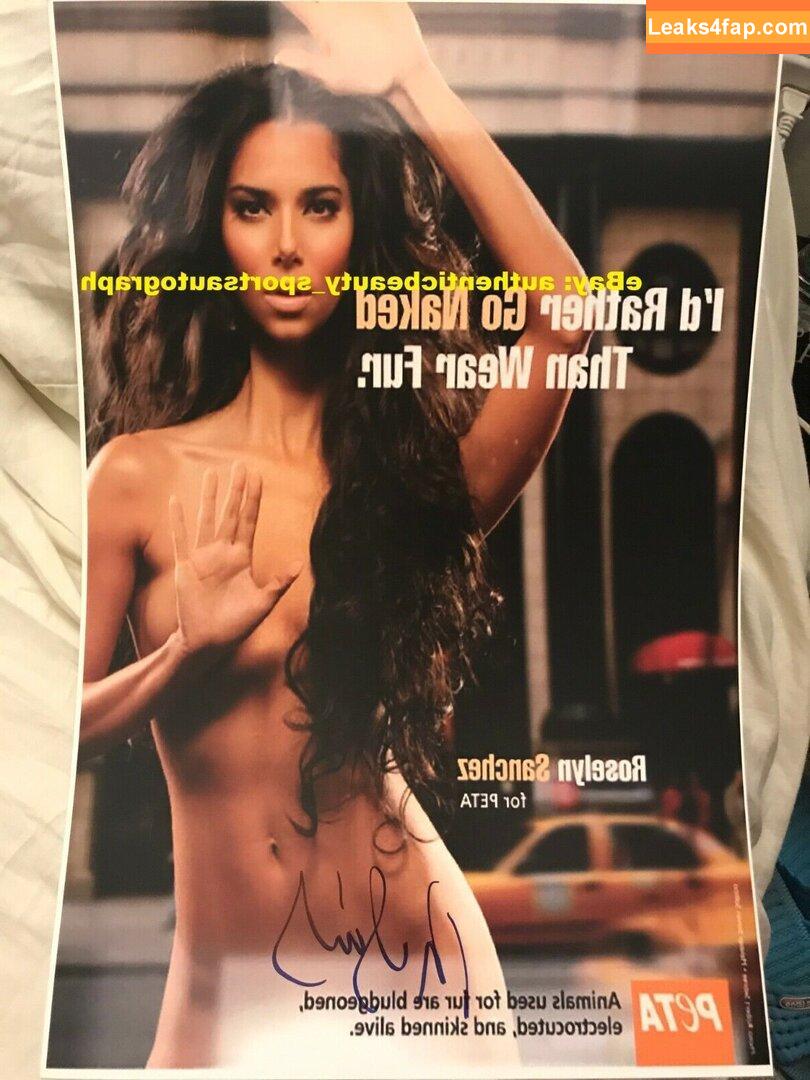 Leaks4fap.com
eBay: authenticbeauty_sportsautograph
I'd Rather Go Naked
Than Wear Fur.
Roselyn Sanchez
for PETA
Animals used for fur are bludgeoned,
electrocuted, and skinned alive.
PETA